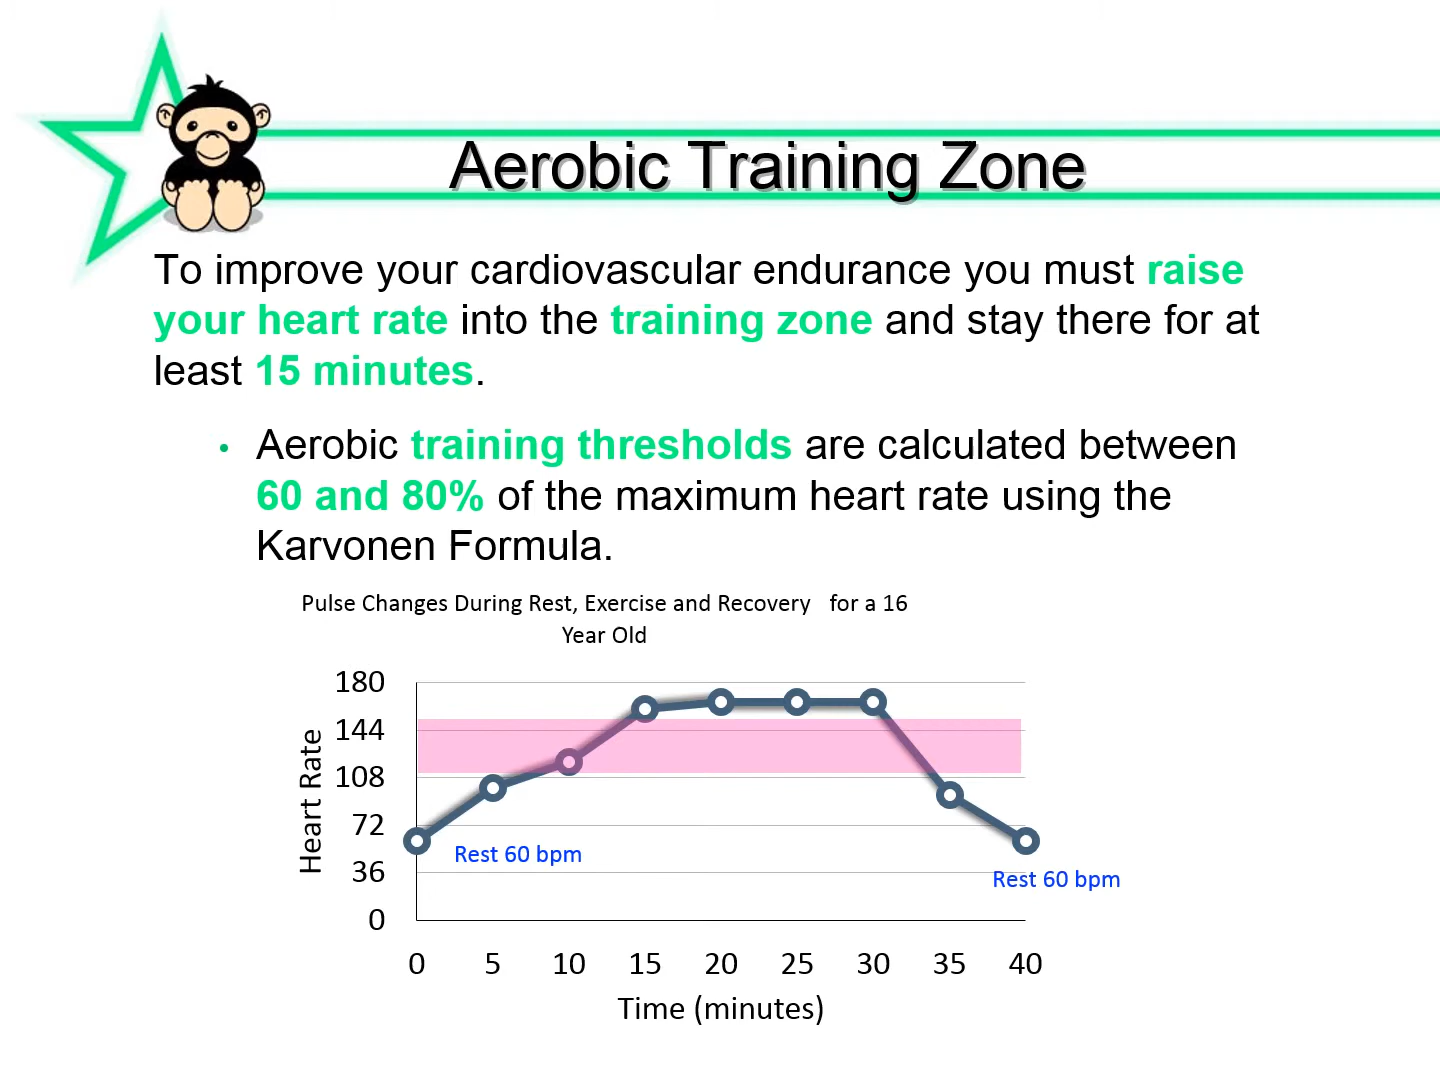 Aerobic Training Zone
To improve your cardiovascular endurance you must raise
your heart rate into the training zone and stay there for at
least 15 minutes.
• Aerobic training thresholds are calculated between
60 and 80% of the maximum heart rate using the
Karvonen Formula.
Pulse Changes During Rest, Exercise and Recovery for a 16
Year Old
Heart Rate
180
144
108
72
36
0
Rest 60 bpm
Rest 60 bpm
0 5 10 15 20 25 30 35 40
Time (minutes)